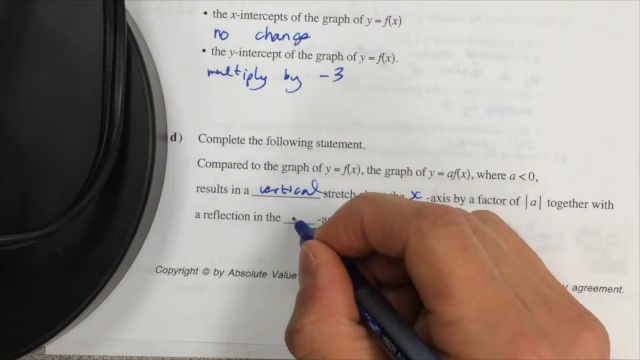 • the x-intercepts of the graph of y = f(x)
no change
• the y-intercept of the graph of y = f(x).
multiply by -3
d) Complete the following statement.
Compared to the graph of y = f(x), the graph of y = af(x), where a < 0,
results in a vertical stretch the x -axis by a factor of |a| together with
a reflection in the
Copyright © by Absolute Value agreement.